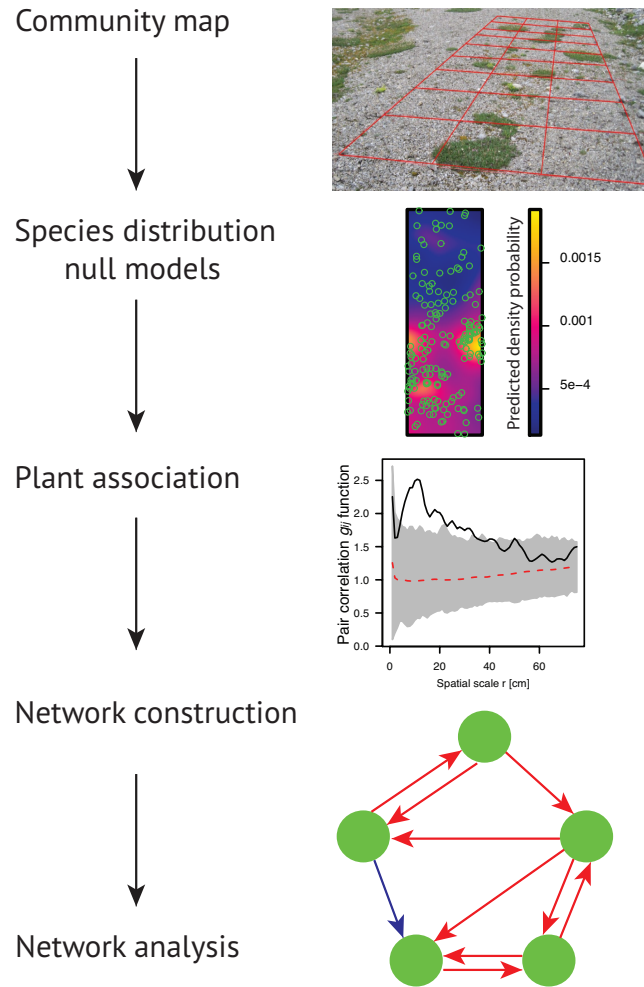 Community map
Species distribution
null models
Predicted density probability
0.0015
0.001
5e−4
Plant association
Pair correlation gij function
2.5
2.0
1.5
1.0
0.5
0.0
0 20 40 60
Spatial scale r [cm]
Network construction
Network analysis